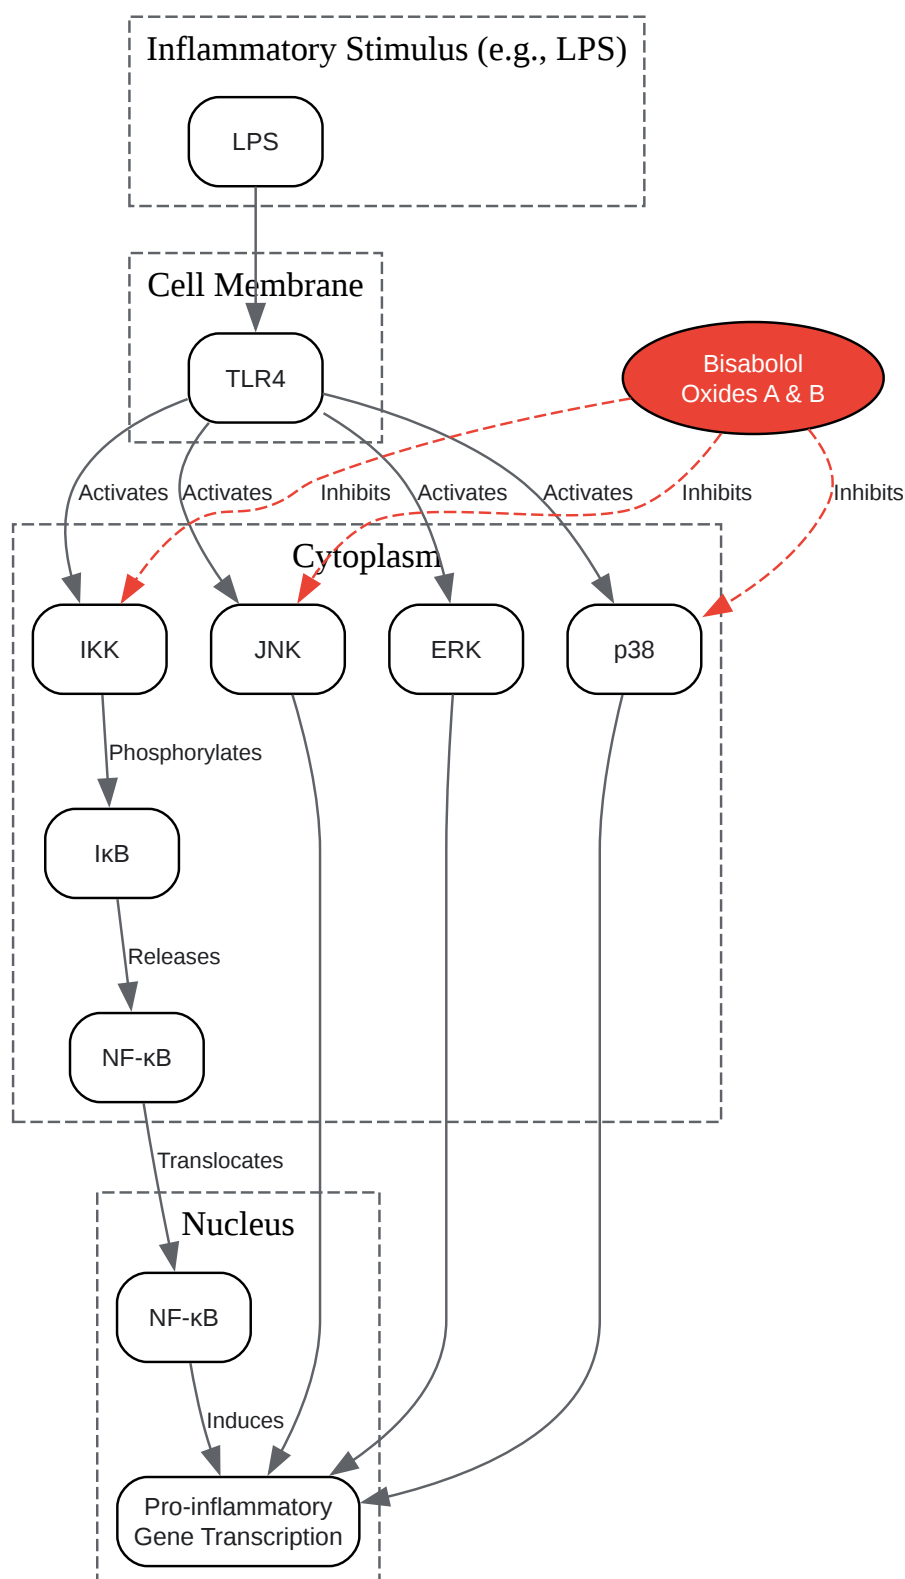 Inflammatory Stimulus (e.g., LPS)
LPS
Cell Membrane
TLR4
Bisabolol
Oxides A & B
Activates
Activates
Inhibits
Activates
Activates
Inhibits
Inhibits
Cytoplasm
IKK
JNK
ERK
p38
Phosphorylates
IκB
Releases
NF-κB
Translocates
Nucleus
NF-κB
Induces
Pro-inflammatory
Gene Transcription